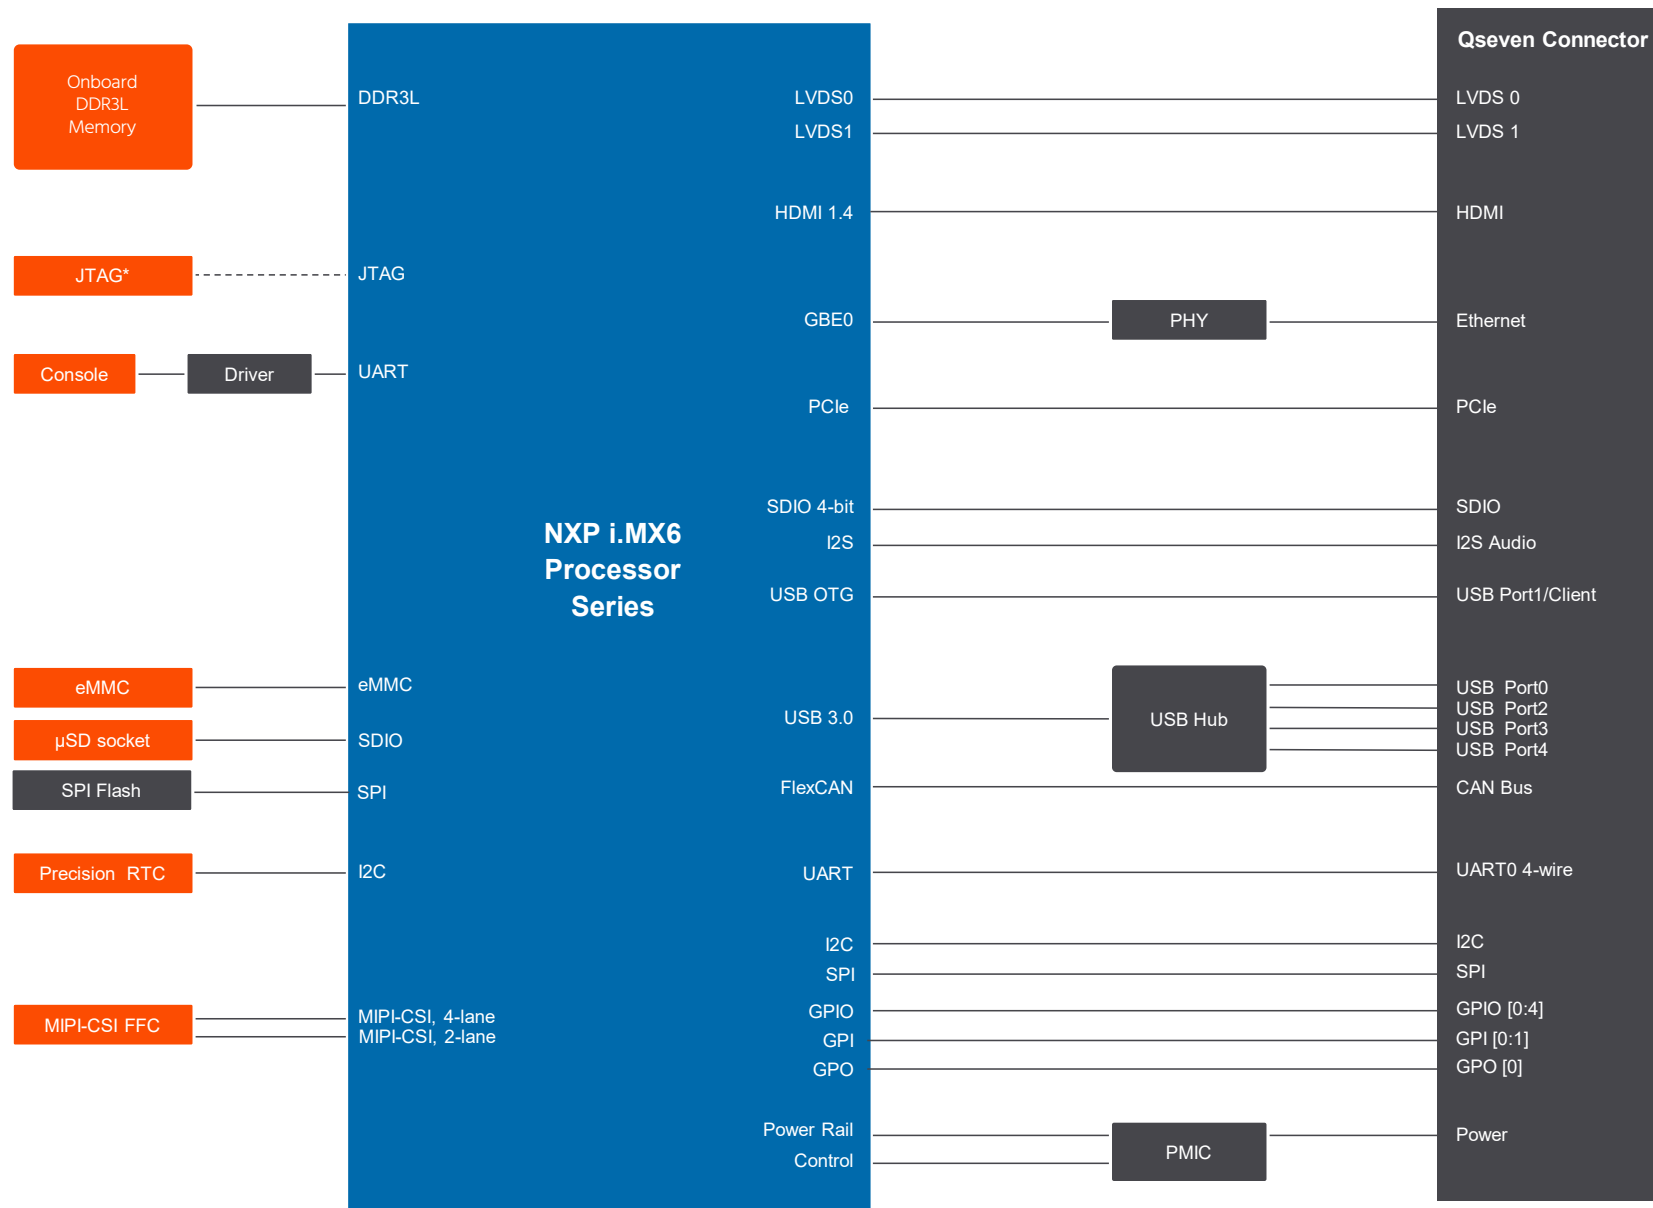 Qseven Connector
Onboard
DDR3L
Memory
DDR3L
LVDS0
LVDS 0
LVDS1
LVDS 1
HDMI 1.4
HDMI
JTAG*
JTAG
GBE0
PHY
Ethernet
Console
Driver
UART
PCIe
PCIe
SDIO 4-bit
SDIO
NXP i.MX6
Processor
Series
I2S
I2S Audio
USB OTG
USB Port1/Client
eMMC
eMMC
USB 3.0
USB Hub
USB Port0
USB Port2
USB Port3
USB Port4
µSD socket
SDIO
SPI Flash
SPI
FlexCAN
CAN Bus
Precision RTC
I2C
UART
UART0 4-wire
I2C
I2C
SPI
SPI
MIPI-CSI FFC
MIPI-CSI, 4-lane
MIPI-CSI, 2-lane
GPIO
GPIO [0:4]
GPI
GPI [0:1]
GPO
GPO [0]
Power Rail
Control
PMIC
Power